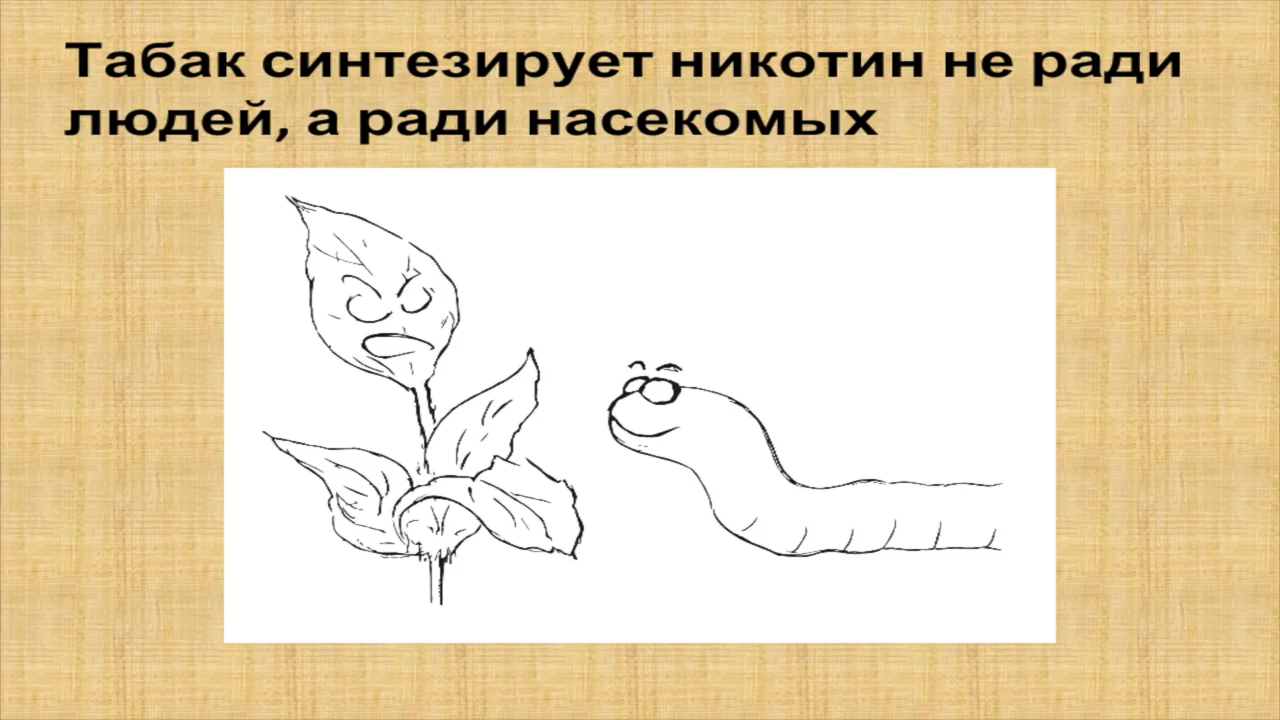 Табак синтезирует никотин не ради
людей, а ради насекомых